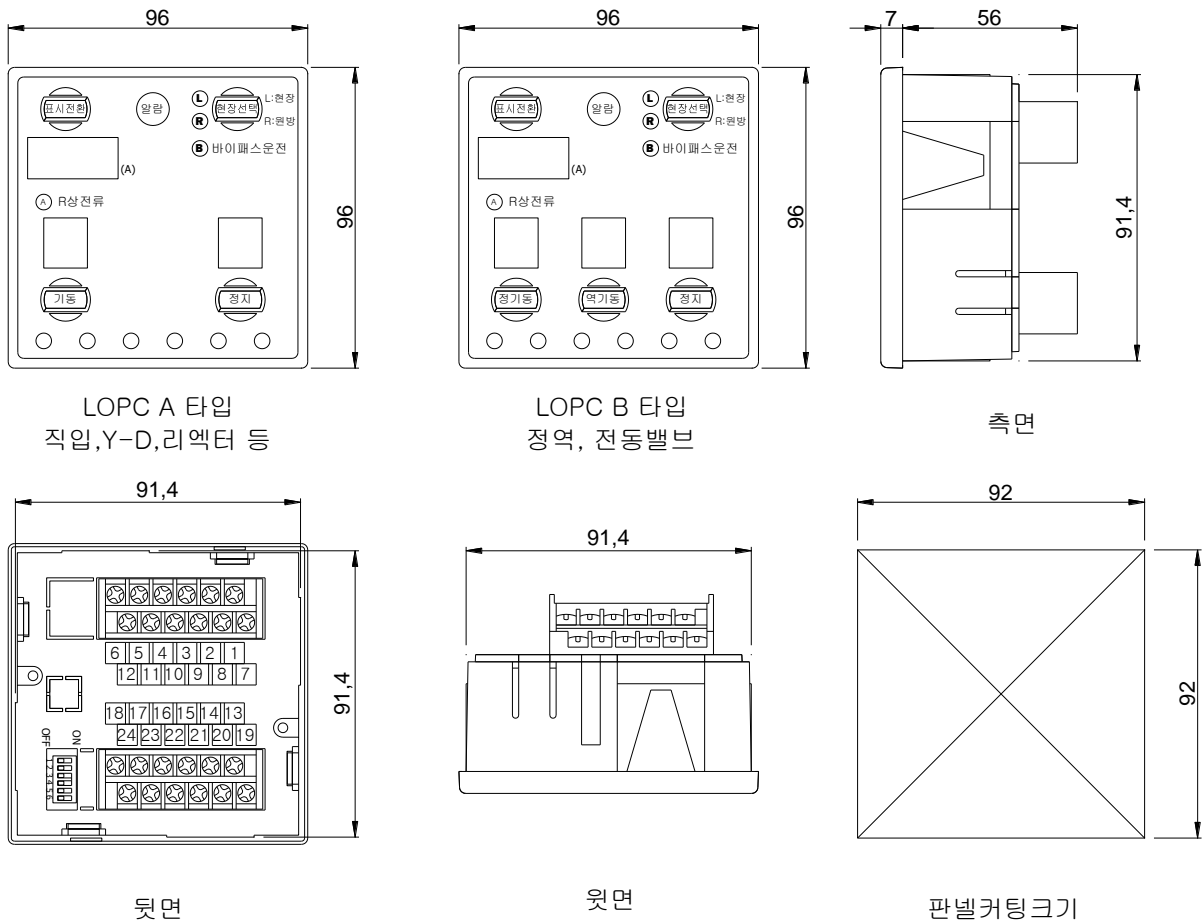 96
96
7
56
표시전환
알람
L
현장선택
L:현장
R
R:원방
B 바이패스운전
(A)
A R상전류
기동
정지
96
표시전환
알람
L
현장선택
L:현장
R
R:원방
B 바이패스운전
(A)
A R상전류
정기동
역기동
정지
96
91,4
LOPC A 타입
직입,Y-D,리엑터 등
LOPC B 타입
정역, 전동밸브
측면
91,4
91,4
92
6 5 4 3 2 1
12 11 10 9 8 7
18 17 16 15 14 13
24 23 22 21 20 19
OFF
ON
1 2 3 4 5 6
91,4
92
뒷면
윗면
판넬커팅크기